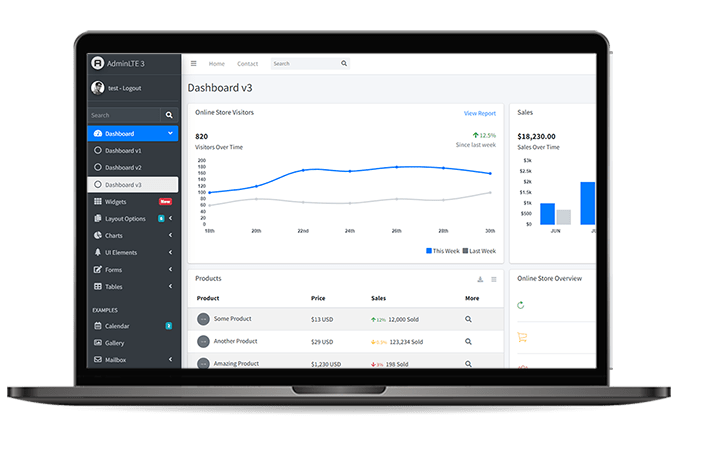 AdminLTE 3
test - Logout
Search
Dashboard
Dashboard v1
Dashboard v2
Dashboard v3
Widgets New
Layout Options 6
Charts
UI Elements
Forms
Tables
EXAMPLES
Calendar 2
Gallery
Mailbox
Home Contact Search
Dashboard v3
Online Store Visitors View Report
820 12.5%
Visitors Over Time Since last week
200
180
160
140
120
100
80
60
40
20
0
18th 20th 22nd 24th 26th 28th 30th
This Week Last Week
Sales
$18,230.00
Sales Over Time
$3k
$2.5k
$2k
$1.5k
$1k
$500
$0
JUN
Products
Product Price Sales More
Some Product $13 USD 12% 12,000 Sold
Another Product $29 USD 123,234 Sold
Amazing Product $1,230 USD 3% 198 Sold
Online Store Overview